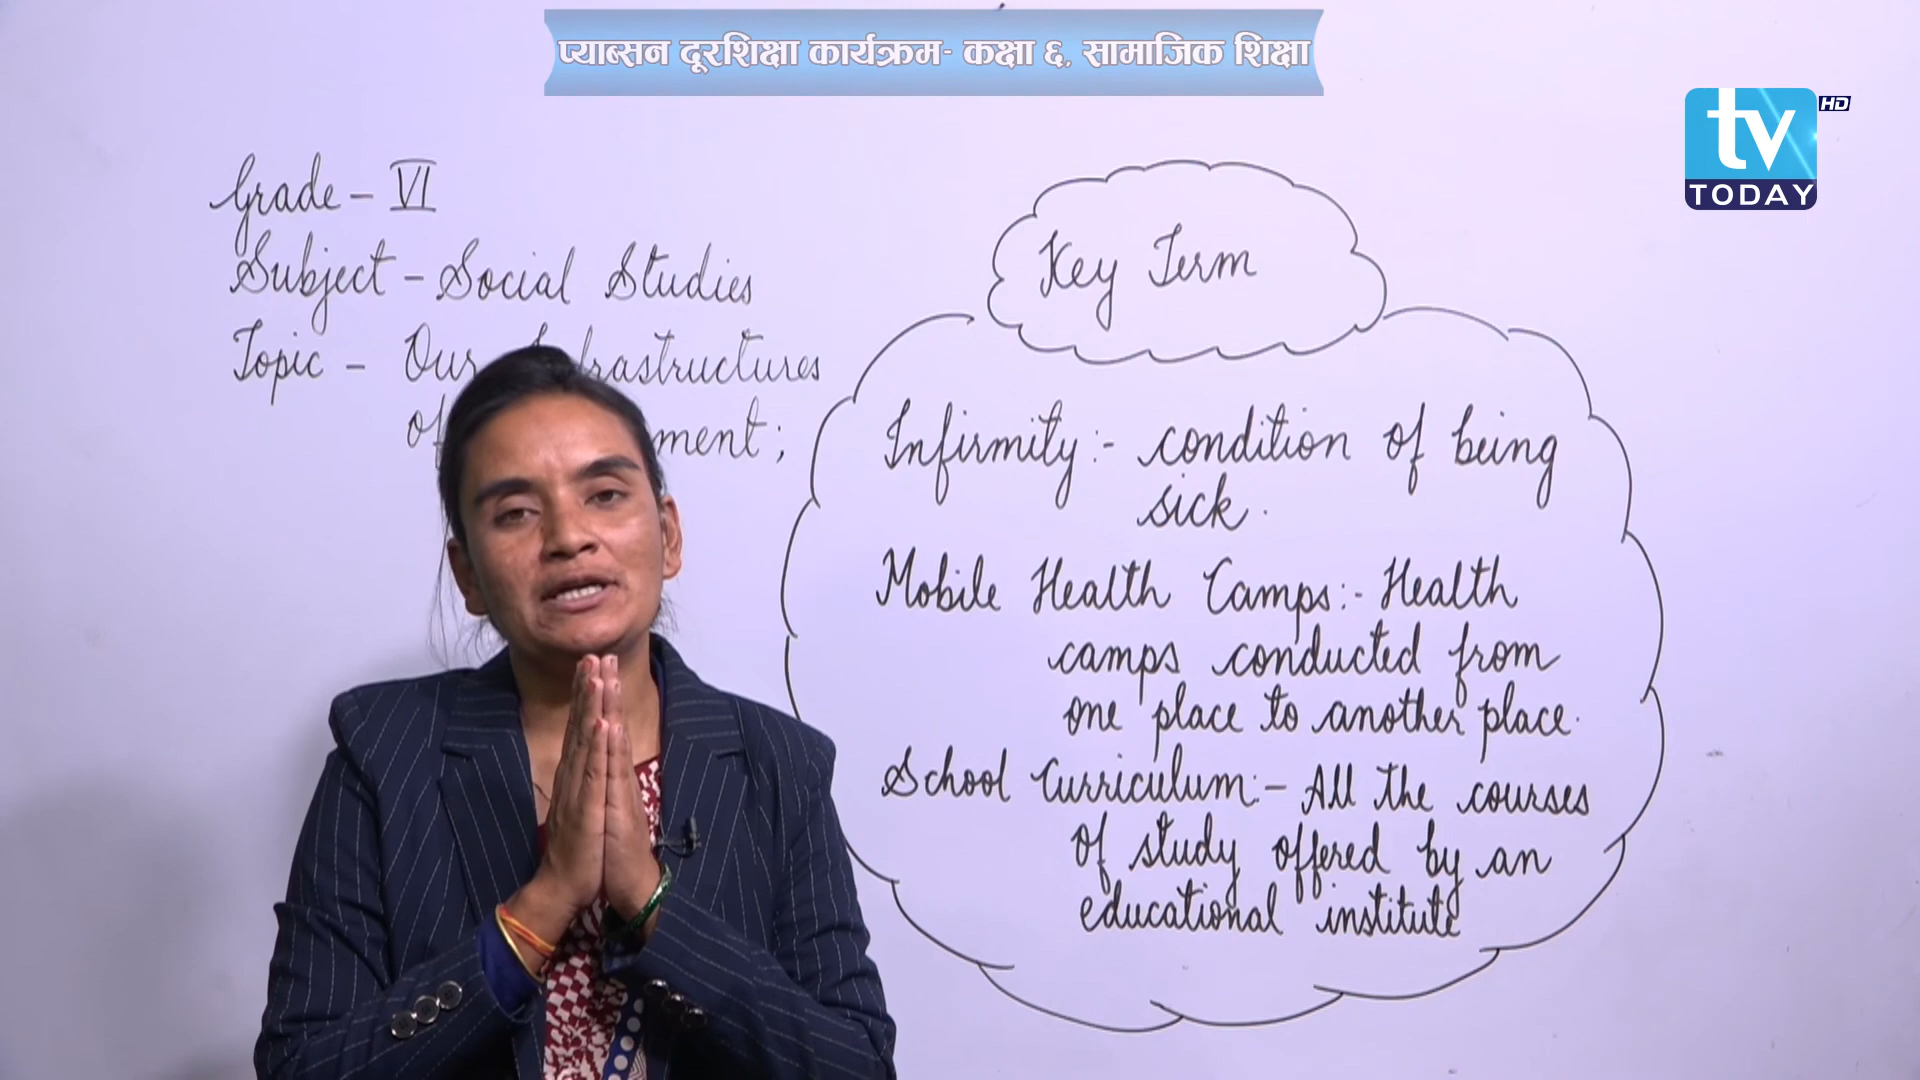 प्याब्सन दूरशिक्षा कार्यक्रम- कक्षा ६, सामाजिक शिक्षा
tv HD
TODAY
Grade - VI
Subject - Social Studies
Topic - Our
of ment;
Key Term
Infirmity:- condition of being
sick.
Mobile Health Camps:- Health
camps conducted from
one place to another place.
School Curriculum:- All the courses
of study offered by an
educational institute